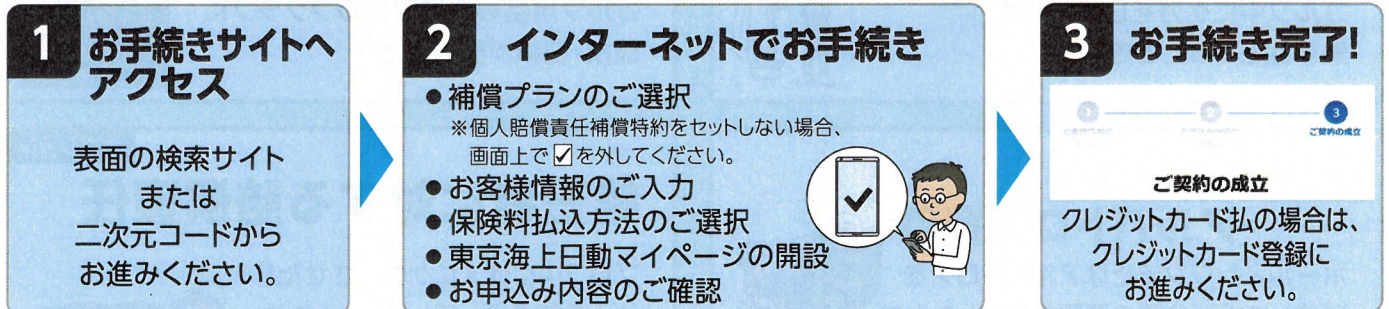 1 お手続きサイトへ
アクセス
表面の検索サイト
または
二次元コードから
お進みください。
2 インターネットでお手続き
●補償プランのご選択
※個人賠償責任補償特約をセットしない場合、
画面上で☑を外してください。
●お客様情報のご入力
●保険料払込方法のご選択
●東京海上日動マイページの開設
●お申込み内容のご確認
3 お手続き完了!
1 2 3
ご契約の成立
ご契約の成立
クレジットカード払の場合は、
クレジットカード登録に
お進みください。